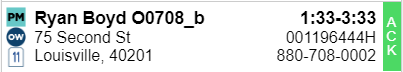 PM Ryan Boyd O0708_b 1:33-3:33
OW 75 Second St 001196444H
11 Louisville, 40201 880-708-0002
ACK